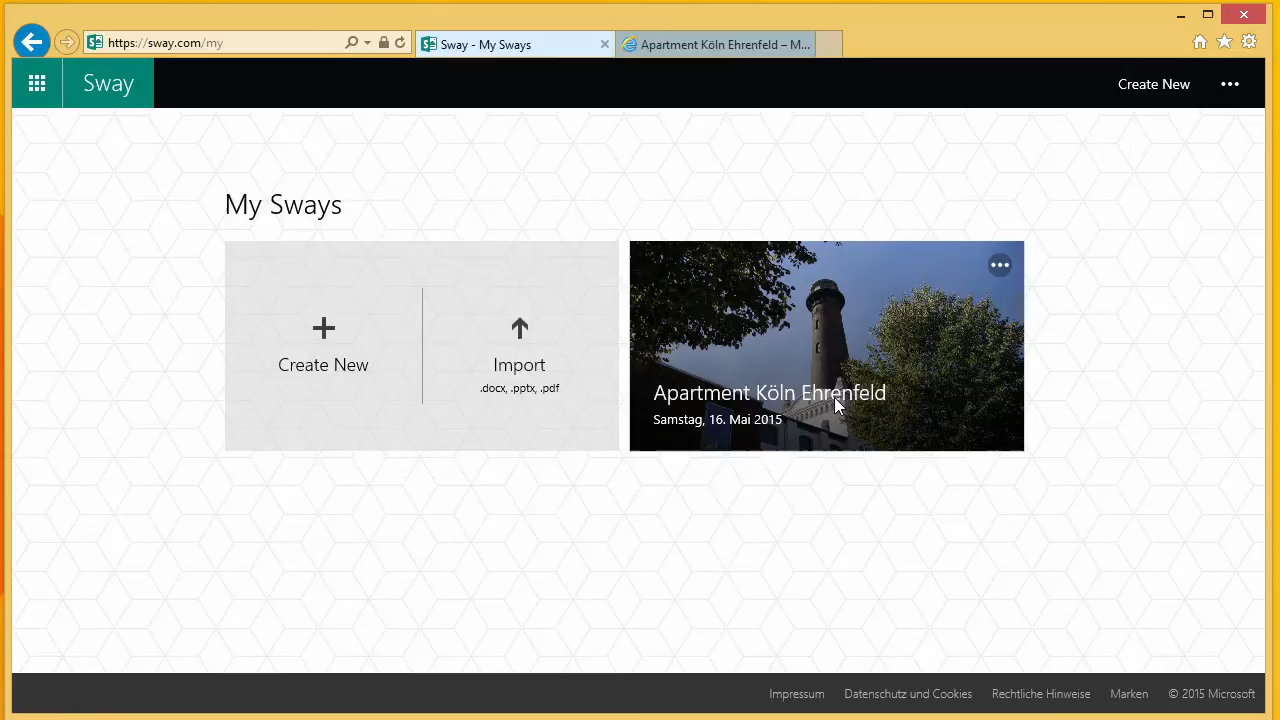 https://sway.com/my
Sway - My Sways
Apartment Köln Ehrenfeld – M...
Sway
Create New
My Sways
Create New
Import
.docx, .pptx, .pdf
Apartment Köln Ehrenfeld
Samstag, 16. Mai 2015
Impressum
Datenschutz und Cookies
Rechtliche Hinweise
Marken
© 2015 Microsoft